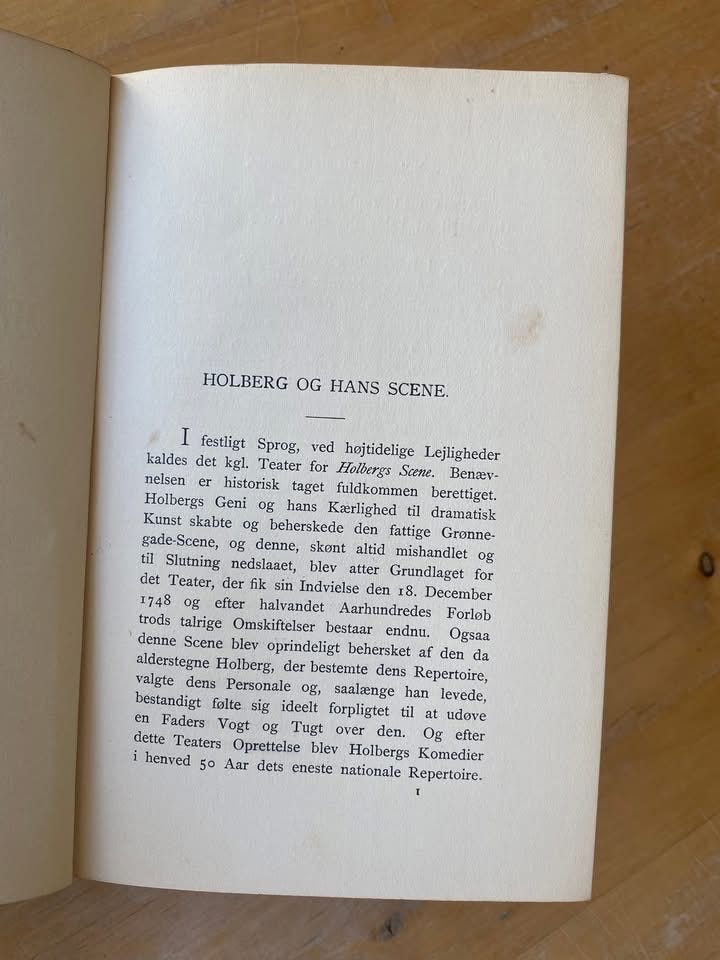 HOLBERG OG HANS SCENE.
I festligt Sprog, ved højtidelige Lejligheder
kaldes det kgl. Teater for Holbergs Scene. Benæv-
nelsen er historisk taget fuldkommen berettiget.
Holbergs Geni og hans Kærlighed til dramatisk
Kunst skabte og beherskede den fattige Grønne-
gade-Scene, og denne, skønt altid mishandlet og
til Slutning nedslaaet, blev atter Grundlaget for
det Teater, der fik sin Indvielse den 18. December
1748 og efter halvandet Aarhundredes Forløb
trods talrige Omskiftelser bestaar endnu. Ogsaa
denne Scene blev oprindeligt behersket af den da
alderstegne Holberg, der bestemte dens Repertoire,
valgte dens Personale og, saalænge han levede,
bestandigt følte sig ideelt forpligtet til at udøve
en Faders Vogt og Tugt over den. Og efter
dette Teaters Oprettelse blev Holbergs Komedier
i henved 50 Aar dets eneste nationale Repertoire.
1